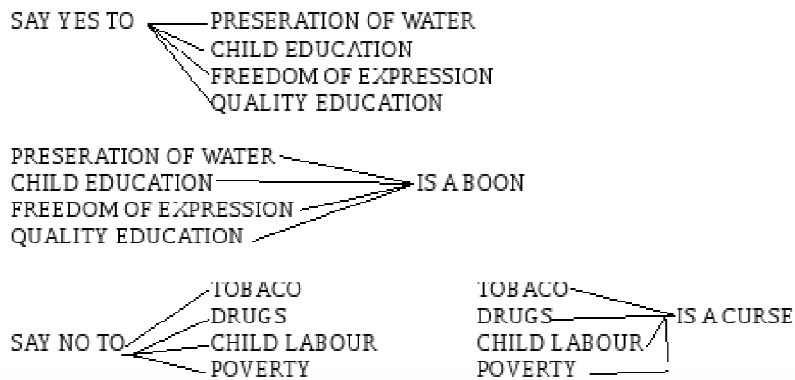 SAY YES TO PRESERATION OF WATER
CHILD EDUCATION
FREEDOM OF EXPRESSION
QUALITY EDUCATION
PRESERATION OF WATER
CHILD EDUCATION IS A BOON
FREEDOM OF EXPRESSION
QUALITY EDUCATION
TOBACO TOBACO
DRUGS DRUGS IS A CURSE
SAY NO TO CHILD LABOUR CHILD LABOUR
POVERTY POVERTY